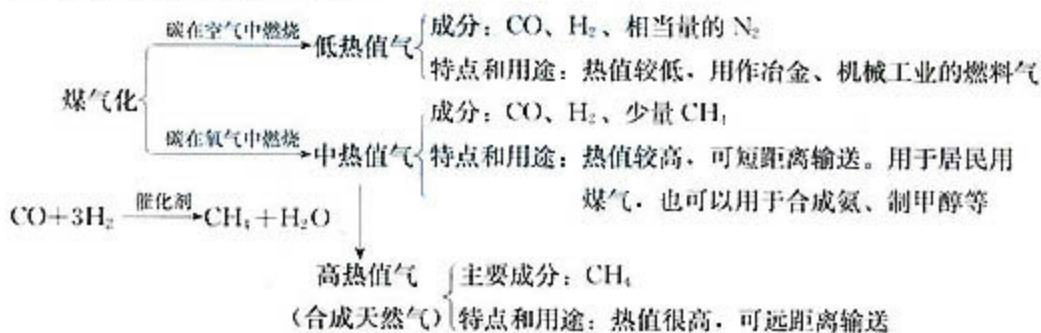 碳在空气中燃烧
低热值气
成分：CO、H₂、相当量的 N₂
特点和用途：热值较低，用作冶金、机械工业的燃料气
煤气化
碳在氧气中燃烧
中热值气
成分：CO、H₂、少量 CH₄
特点和用途：热值较高，可短距离输送。用于居民用
煤气，也可以用于合成氨、制甲醇等
CO+3H₂ 催化剂 CH₄+H₂O
高热值气
（合成天然气）
主要成分：CH₄
特点和用途：热值很高，可远距离输送